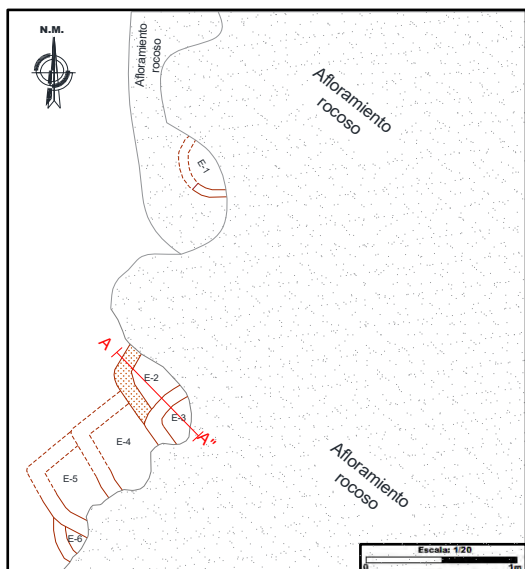 N.M.
Afloramiento
rocoso
Afloramiento
rocoso
E-1
A
E-2
E-3
A"
E-4
E-5
E-6
Afloramiento
rocoso
Escala: 1/20
0 1m